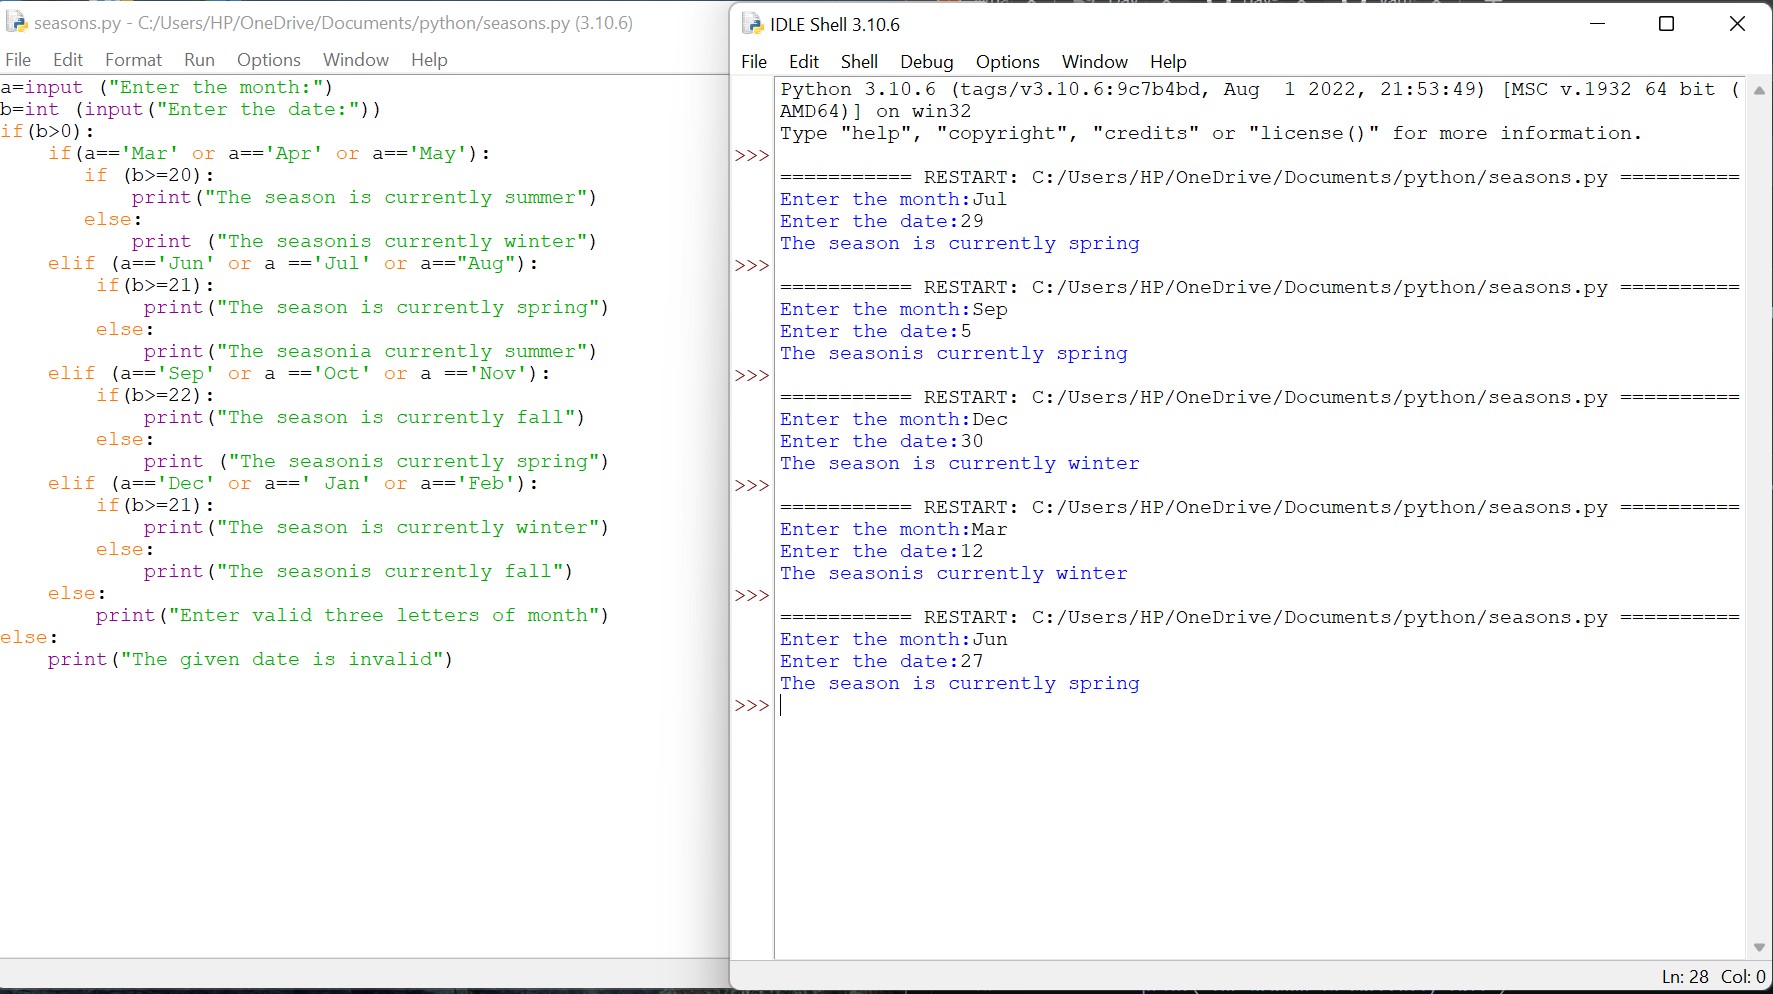 seasons.py - C:/Users/HP/OneDrive/Documents/python/seasons.py (3.10.6)
File Edit Format Run Options Window Help
a=input ("Enter the month:")
b=int (input("Enter the date:"))
if(b>0):
    if(a=='Mar' or a=='Apr' or a=='May'):
       if (b>=20):
           print("The season is currently summer")
       else:
           print ("The seasonis currently winter")
    elif (a=='Jun' or a =='Jul' or a=="Aug"):
        if(b>=21):
            print("The season is currently spring")
        else:
            print("The seasonia currently summer")
    elif (a=='Sep' or a =='Oct' or a =='Nov'):
        if(b>=22):
            print("The season is currently fall")
        else:
            print ("The seasonis currently spring")
    elif (a=='Dec' or a==' Jan' or a=='Feb'):
        if(b>=21):
            print("The season is currently winter")
        else:
            print("The seasonis currently fall")
    else:
        print("Enter valid three letters of month")
else:
    print("The given date is invalid")
IDLE Shell 3.10.6
File Edit Shell Debug Options Window Help
Python 3.10.6 (tags/v3.10.6:9c7b4bd, Aug  1 2022, 21:53:49) [MSC v.1932 64 bit (
AMD64)] on win32
Type "help", "copyright", "credits" or "license()" for more information.
>>>
=========== RESTART: C:/Users/HP/OneDrive/Documents/python/seasons.py ==========
Enter the month:Jul
Enter the date:29
The season is currently spring
>>>
=========== RESTART: C:/Users/HP/OneDrive/Documents/python/seasons.py ==========
Enter the month:Sep
Enter the date:5
The seasonis currently spring
>>>
=========== RESTART: C:/Users/HP/OneDrive/Documents/python/seasons.py ==========
Enter the month:Dec
Enter the date:30
The season is currently winter
>>>
=========== RESTART: C:/Users/HP/OneDrive/Documents/python/seasons.py ==========
Enter the month:Mar
Enter the date:12
The seasonis currently winter
>>>
=========== RESTART: C:/Users/HP/OneDrive/Documents/python/seasons.py ==========
Enter the month:Jun
Enter the date:27
The season is currently spring
>>>
Ln: 28 Col: 0